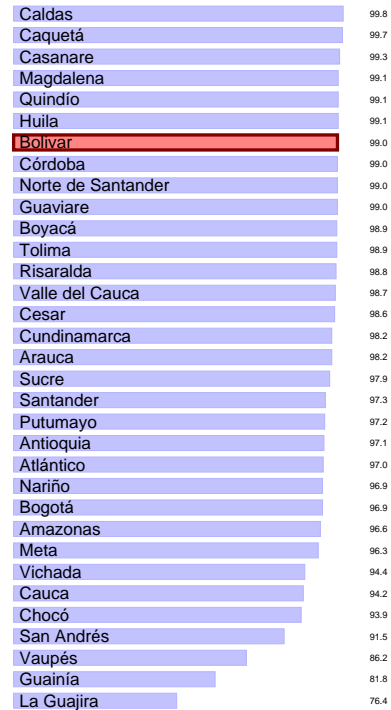 Caldas 99.8
Caquetá 99.7
Casanare 99.3
Magdalena 99.1
Quindío 99.1
Huila 99.1
Bolivar 99.0
Córdoba 99.0
Norte de Santander 99.0
Guaviare 99.0
Boyacá 98.9
Tolima 98.9
Risaralda 98.8
Valle del Cauca 98.7
Cesar 98.6
Cundinamarca 98.2
Arauca 98.2
Sucre 97.9
Santander 97.3
Putumayo 97.2
Antioquia 97.1
Atlántico 97.0
Nariño 96.9
Bogotá 96.9
Amazonas 96.6
Meta 96.3
Vichada 94.4
Cauca 94.2
Chocó 93.9
San Andrés 91.5
Vaupés 86.2
Guainía 81.8
La Guajira 76.4